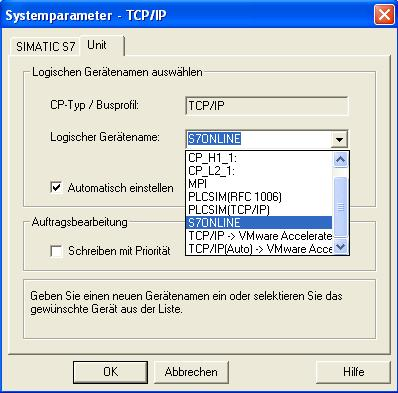 Systemparameter - TCP/IP
SIMATIC S7 Unit
Logischen Gerätenamen auswählen
CP-Typ / Busprofil: TCP/IP
Logischer Gerätename: S7ONLINE
CP_H1_1:
CP_L2_1:
MPI
PLCSIM(RFC 1006)
Automatisch einstellen
PLCSIM(TCP/IP)
S7ONLINE
Auftragsbearbeitung
TCP/IP -> VMware Accelerate
TCP/IP(Auto) -> VMware Acce
Schreiben mit Priorität
Geben Sie einen neuen Gerätenamen ein oder selektieren Sie das
gewünschte Gerät aus der Liste.
OK Abbrechen Hilfe